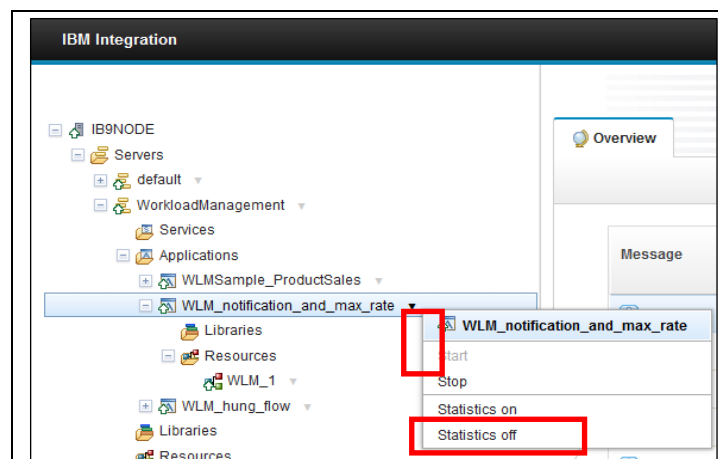 IBM Integration
IB9NODE
Servers
default
WorkloadManagement
Services
Applications
WLMSample_ProductSales
WLM_notification_and_max_rate
Libraries
Resources
WLM_1
WLM_hung_flow
Libraries
Resources
Overview
Message
WLM_notification_and_max_rate
Start
Stop
Statistics on
Statistics off